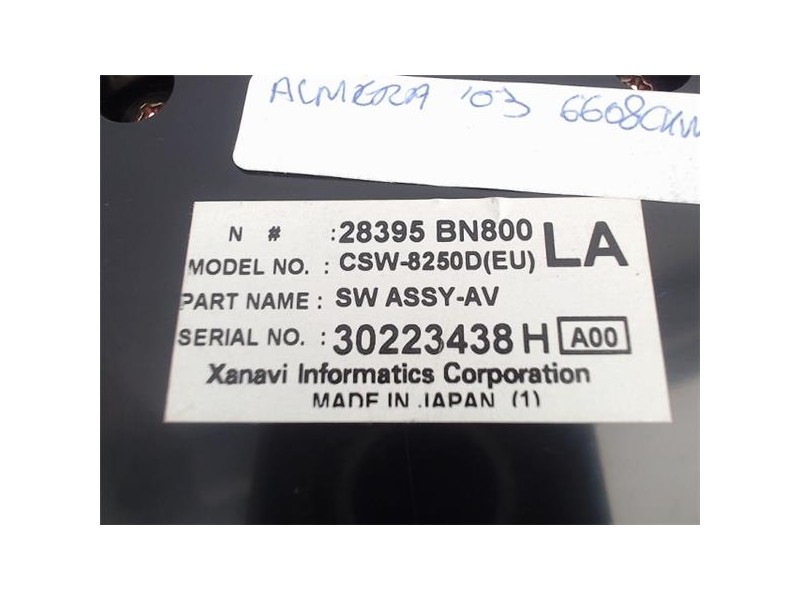 ALMERA '03 6608CKW
N # : 28395 BN800 LA
MODEL NO. : CSW-8250D(EU)
PART NAME : SW ASSY-AV
SERIAL NO. : 30223438 H A00
Xanavi Informatics Corporation
MADE IN JAPAN (1)